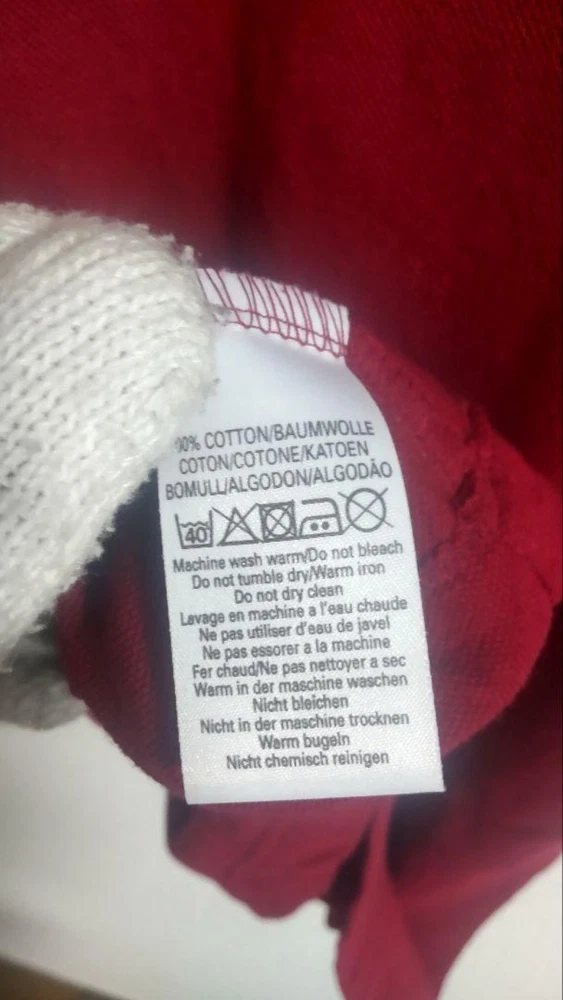 COTTON/BAUMWOLLE
COTON/COTONE/KATOEN
BOMULL/ALGODON/ALGODÃO
40
Machine wash warm/Do not bleach
Do not tumble dry/Warm iron
Do not dry clean
Lavage en machine a l'eau chaude
Ne pas utiliser d'eau de javel
Ne pas essorer a la machine
Fer chaud/Ne pas nettoyer a sec
Warm in der maschine waschen
Nicht bleichen
Nicht in der maschine trocknen
Warm bugeln
Nicht chemisch reinigen